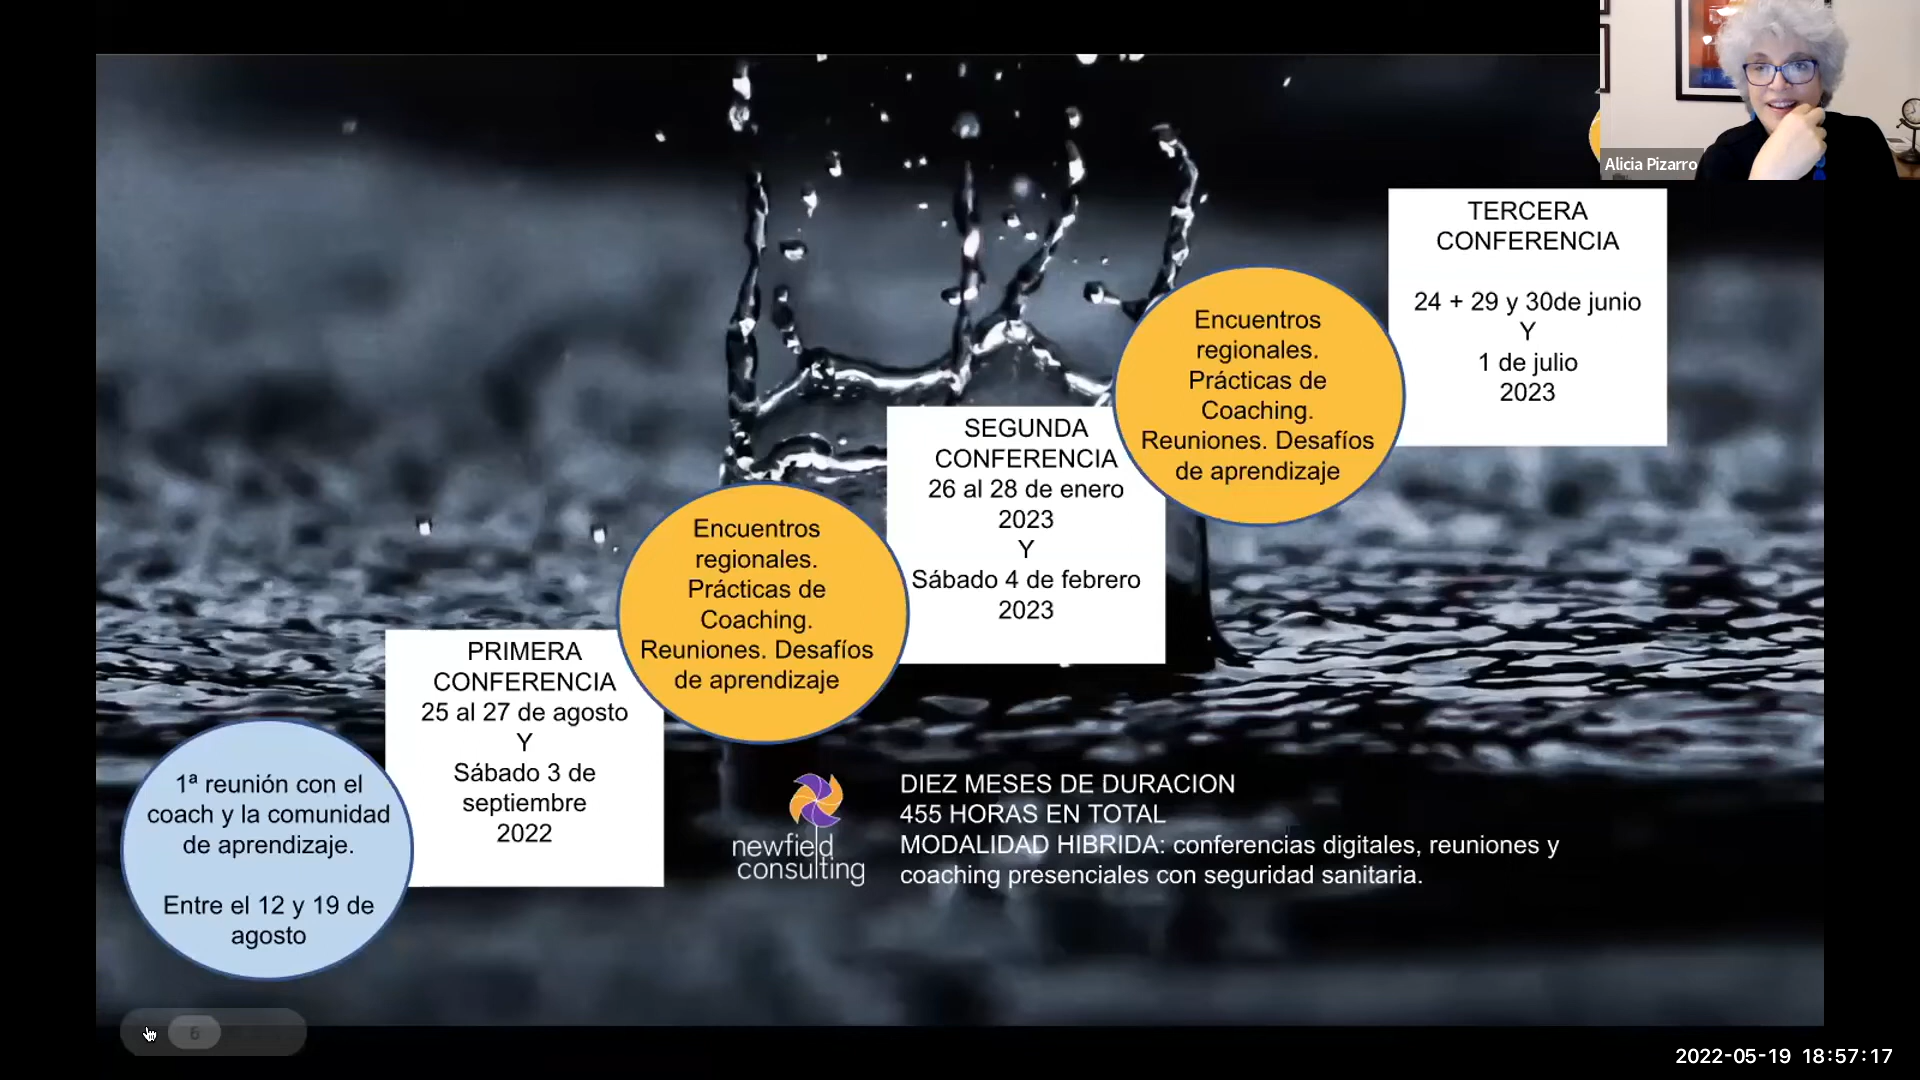 Alicia Pizarro
TERCERA
CONFERENCIA
24 + 29 y 30de junio
Y
1 de julio
2023
Encuentros
regionales.
Prácticas de
Coaching.
Reuniones. Desafíos
de aprendizaje
SEGUNDA
CONFERENCIA
26 al 28 de enero
2023
Y
Sábado 4 de febrero
2023
Encuentros
regionales.
Prácticas de
Coaching.
Reuniones. Desafíos
de aprendizaje
PRIMERA
CONFERENCIA
25 al 27 de agosto
Y
Sábado 3 de
septiembre
2022
1ª reunión con el
coach y la comunidad
de aprendizaje.
Entre el 12 y 19 de
agosto
newfield
consulting
DIEZ MESES DE DURACION
455 HORAS EN TOTAL
MODALIDAD HIBRIDA: conferencias digitales, reuniones y
coaching presenciales con seguridad sanitaria.
6
2022-05-19 18:57:17